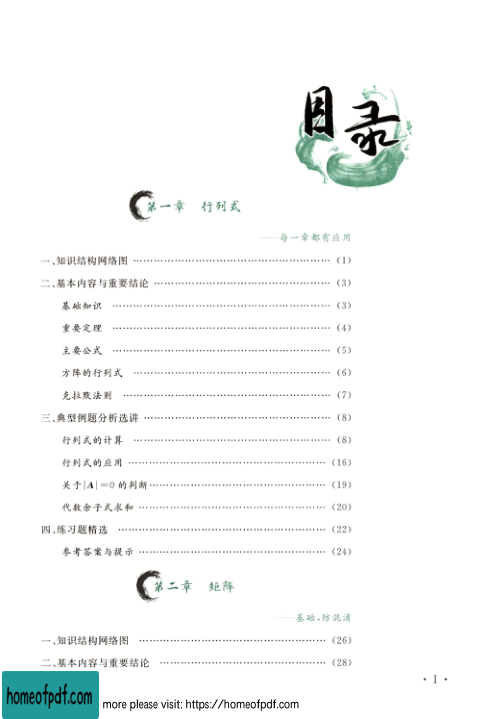 目录
第一章 行列式
——每一章都有应用
一、知识结构网络图 ……………………………………………… (1)
二、基本内容与重要结论 ………………………………………… (3)
基础知识 ………………………………………………… (3)
重要定理 ………………………………………………… (4)
主要公式 ………………………………………………… (5)
方阵的行列式 …………………………………………… (6)
克拉默法则 ……………………………………………… (7)
三、典型例题分析选讲 …………………………………………… (8)
行列式的计算 …………………………………………… (8)
行列式的应用 …………………………………………… (16)
关于|A|=0 的判断 ……………………………………… (19)
代数余子式求和 ………………………………………… (20)
四、练习题精选 ………………………………………………… (22)
参考答案与提示 ………………………………………… (24)
第二章 矩阵
——基础,防混淆
一、知识结构网络图 ……………………………………………… (26)
二、基本内容与重要结论 ………………………………………… (28)
· I ·
homeofpdf.com
more please visit: https://homeofpdf.com